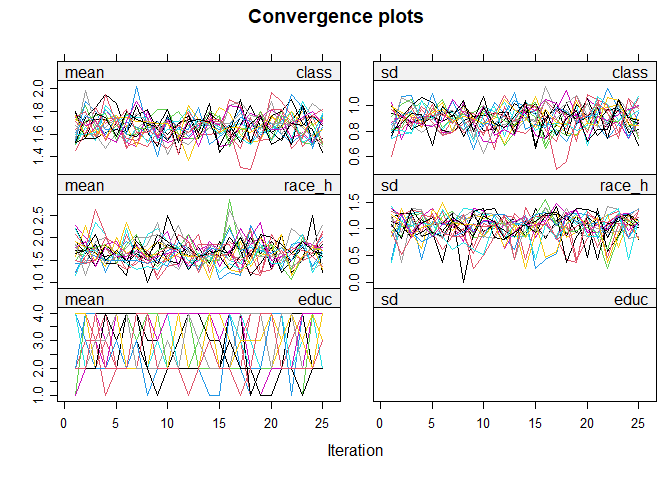 Convergence plots
mean class
sd class
1.4 1.6 1.8 2.0
0.6 0.8 1.0
mean race_h
sd race_h
1.0 1.5 2.0 2.5
0.0 0.5 1.0 1.5
mean educ
sd educ
1.0 2.0 3.0 4.0
0 5 10 15 20 25
0 5 10 15 20 25
Iteration